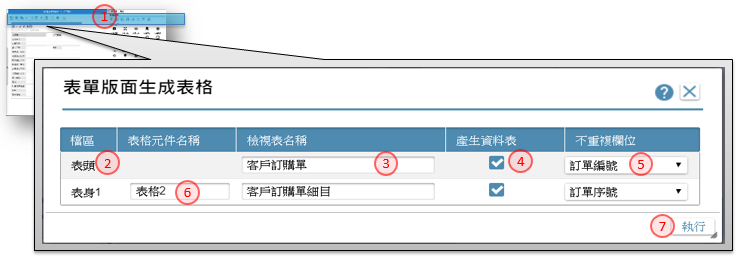 1
表單版面生成表格
?
檔區 表格元件名稱 檢視表名稱 產生資料表 不重複欄位
表頭 2 客戶訂購單 3 4 訂單編號 5
表身1 表格2 6 客戶訂購單細目 訂單序號
7 執行